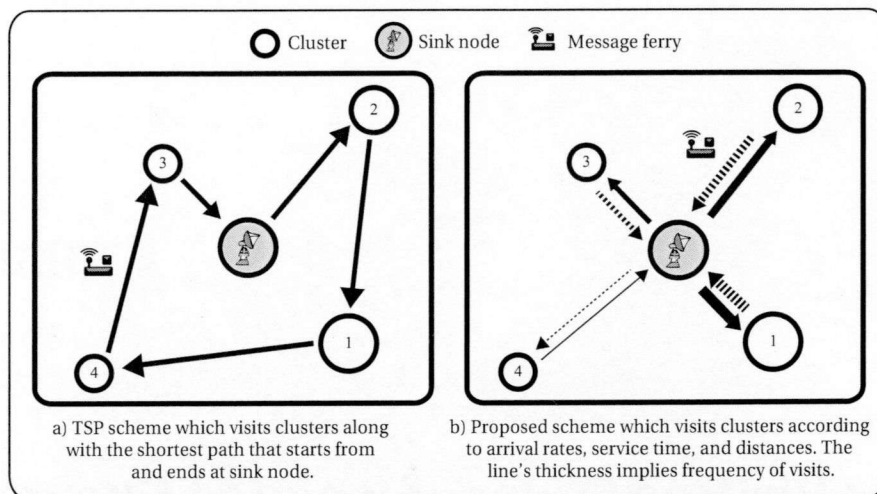 Cluster
Sink node
Message ferry
2
3
1
4
2
3
1
4
a) TSP scheme which visits clusters along
with the shortest path that starts from
and ends at sink node.
b) Proposed scheme which visits clusters according
to arrival rates, service time, and distances. The
line's thickness implies frequency of visits.